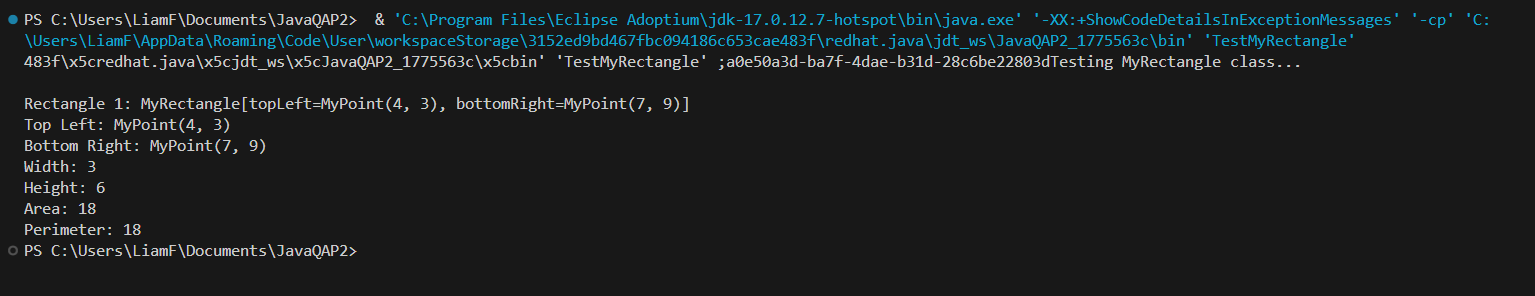 PS C:\Users\LiamF\Documents\JavaQAP2>  & 'C:\Program Files\Eclipse Adoptium\jdk-17.0.12.7-hotspot\bin\java.exe' '-XX:+ShowCodeDetailsInExceptionMessages' '-cp' 'C:
\Users\LiamF\AppData\Roaming\Code\User\workspaceStorage\3152ed9bd467fbc094186c653cae483f\redhat.java\jdt_ws\JavaQAP2_1775563c\bin' 'TestMyRectangle'
483f\x5credhat.java\x5cjdt_ws\x5cJavaQAP2_1775563c\x5cbin' 'TestMyRectangle' ;a0e50a3d-ba7f-4dae-b31d-28c6be22803dTesting MyRectangle class...
Rectangle 1: MyRectangle[topLeft=MyPoint(4, 3), bottomRight=MyPoint(7, 9)]
Top Left: MyPoint(4, 3)
Bottom Right: MyPoint(7, 9)
Width: 3
Height: 6
Area: 18
Perimeter: 18
PS C:\Users\LiamF\Documents\JavaQAP2>